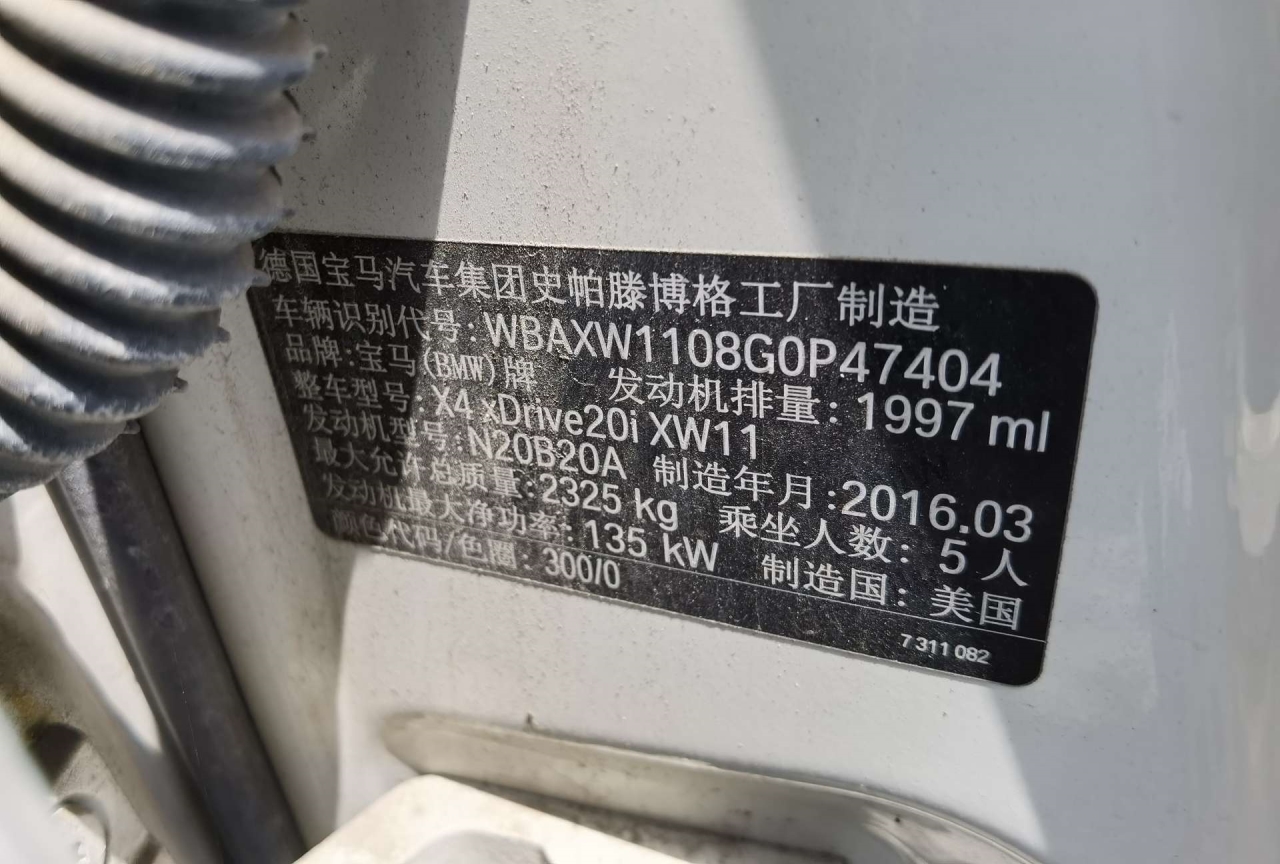 德国宝马汽车集团史帕滕博格工厂制造
车辆识别代号:WBAXW1108G0P47404
品牌:宝马(BMW)牌 发动机排量:1997 ml
整车型号:X4 xDrive20i XW11
发动机型号:N20B20A 制造年月:2016.03
最大允许总质量:2325 kg 乘坐人数:5 人
发动机最大净功率:135 kW 制造国:美国
颜色代码/色圈:300/0
7 311 082